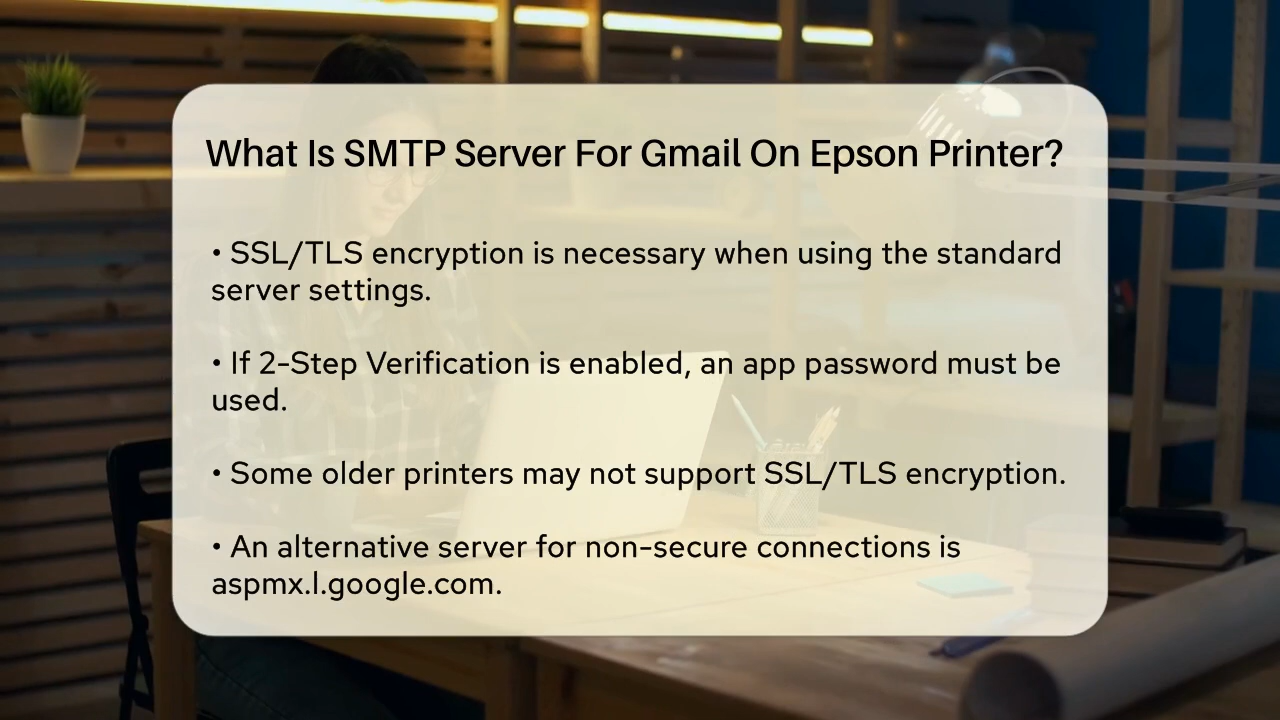 What Is SMTP Server For Gmail On Epson Printer?
• SSL/TLS encryption is necessary when using the standard
server settings.
• If 2-Step Verification is enabled, an app password must be
used.
• Some older printers may not support SSL/TLS encryption.
• An alternative server for non-secure connections is
aspmx.l.google.com.